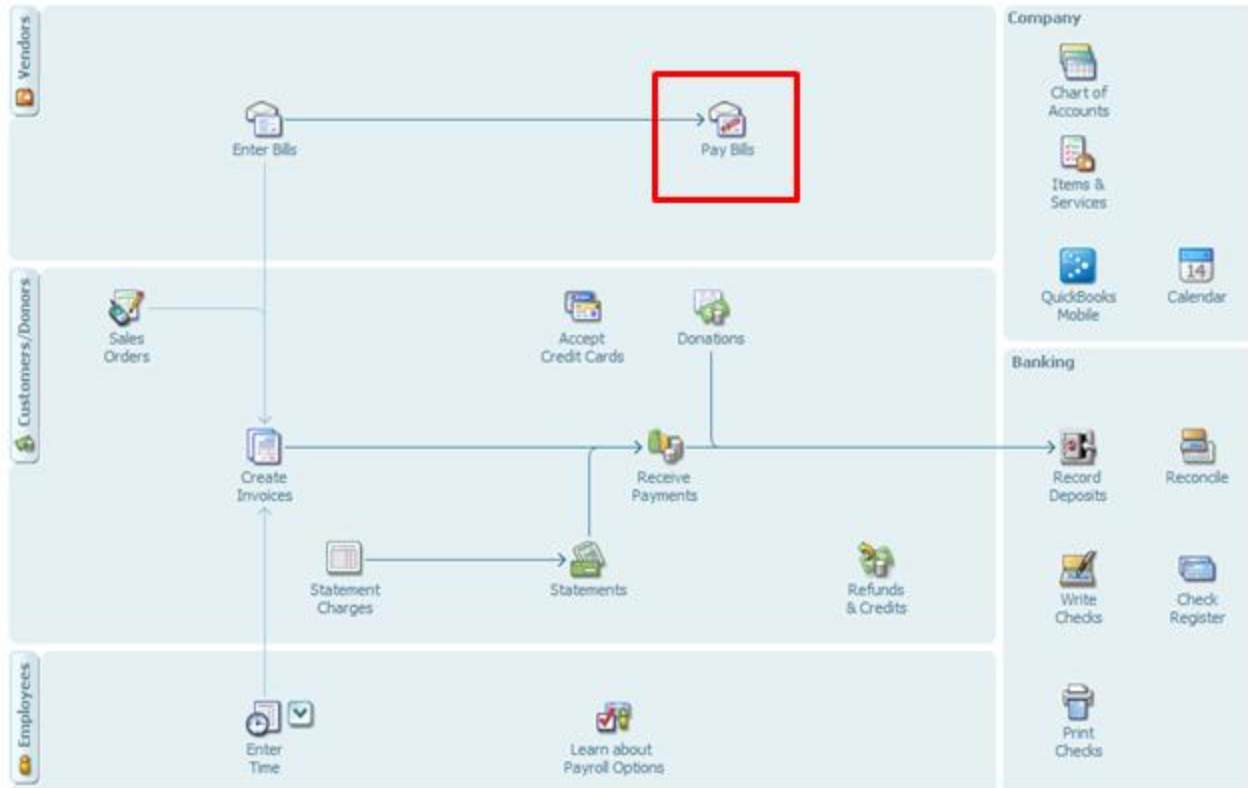 Vendors
Enter Bills
Pay Bills
Customers/Donors
Sales
Orders
Accept
Credit Cards
Donations
Create
Invoices
Receive
Payments
Statement
Charges
Statements
Refunds
& Credits
Employees
Enter
Time
Learn about
Payroll Options
Company
Chart of
Accounts
Items &
Services
QuickBooks
Mobile
14
Calendar
Banking
Record
Deposits
Reconcile
Write
Checks
Check
Register
Print
Checks